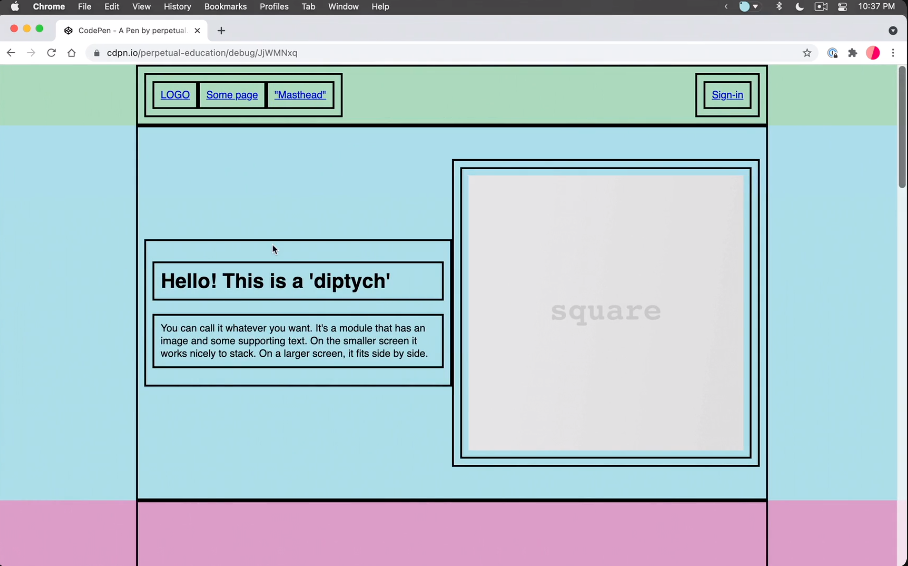 Chrome File Edit View History Bookmarks Profiles Tab Window Help 10:37 PM
CodePen - A Pen by perpetual
cdpn.io/perpetual-education/debug/JjWMNxq
LOGO Some page "Masthead" Sign-in
Hello! This is a 'diptych'
You can call it whatever you want. It's a module that has an
image and some supporting text. On the smaller screen it
works nicely to stack. On a larger screen, it fits side by side.
square